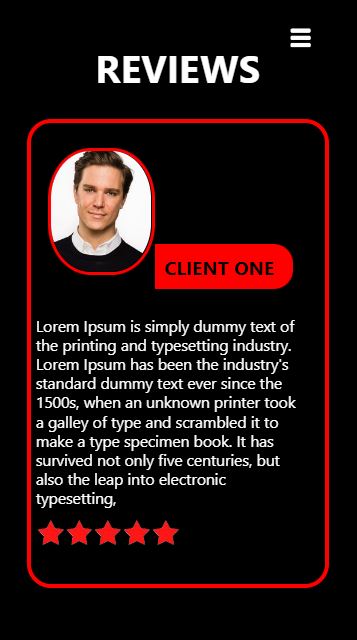 REVIEWS
CLIENT ONE
Lorem Ipsum is simply dummy text of
the printing and typesetting industry.
Lorem Ipsum has been the industry's
standard dummy text ever since the
1500s, when an unknown printer took
a galley of type and scrambled it to
make a type specimen book. It has
survived not only five centuries, but
also the leap into electronic
typesetting,